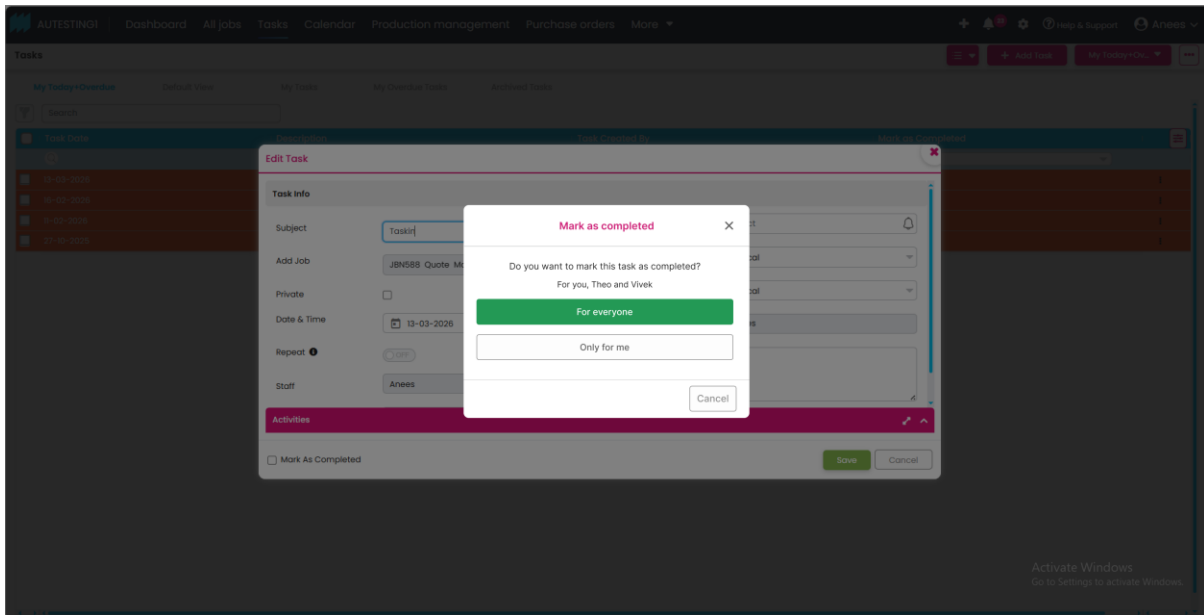 AUTESTING1 Dashboard All jobs Tasks Calendar Production management Purchase orders More Help & Support Anees
Tasks + Add Task My Today+Ov...
My Today+Overdue Default View My Tasks My Overdue Tasks Archived Tasks
Search
Task Date Description Task Created By Mark as Completed
13-03-2026
16-02-2026
11-02-2026
07-10-2025
Edit Task
Task Info
Subject Taskin
Add Job JBN588 Quote Mo
Private
Date & Time 13-03-2026
Repeat OFF
Staff Anees
Activities
Mark As Completed Save Cancel
Mark as completed
Do you want to mark this task as completed?
For you, Theo and Vivek
For everyone
Only for me
Cancel
Activate Windows
Go to Settings to activate Windows.